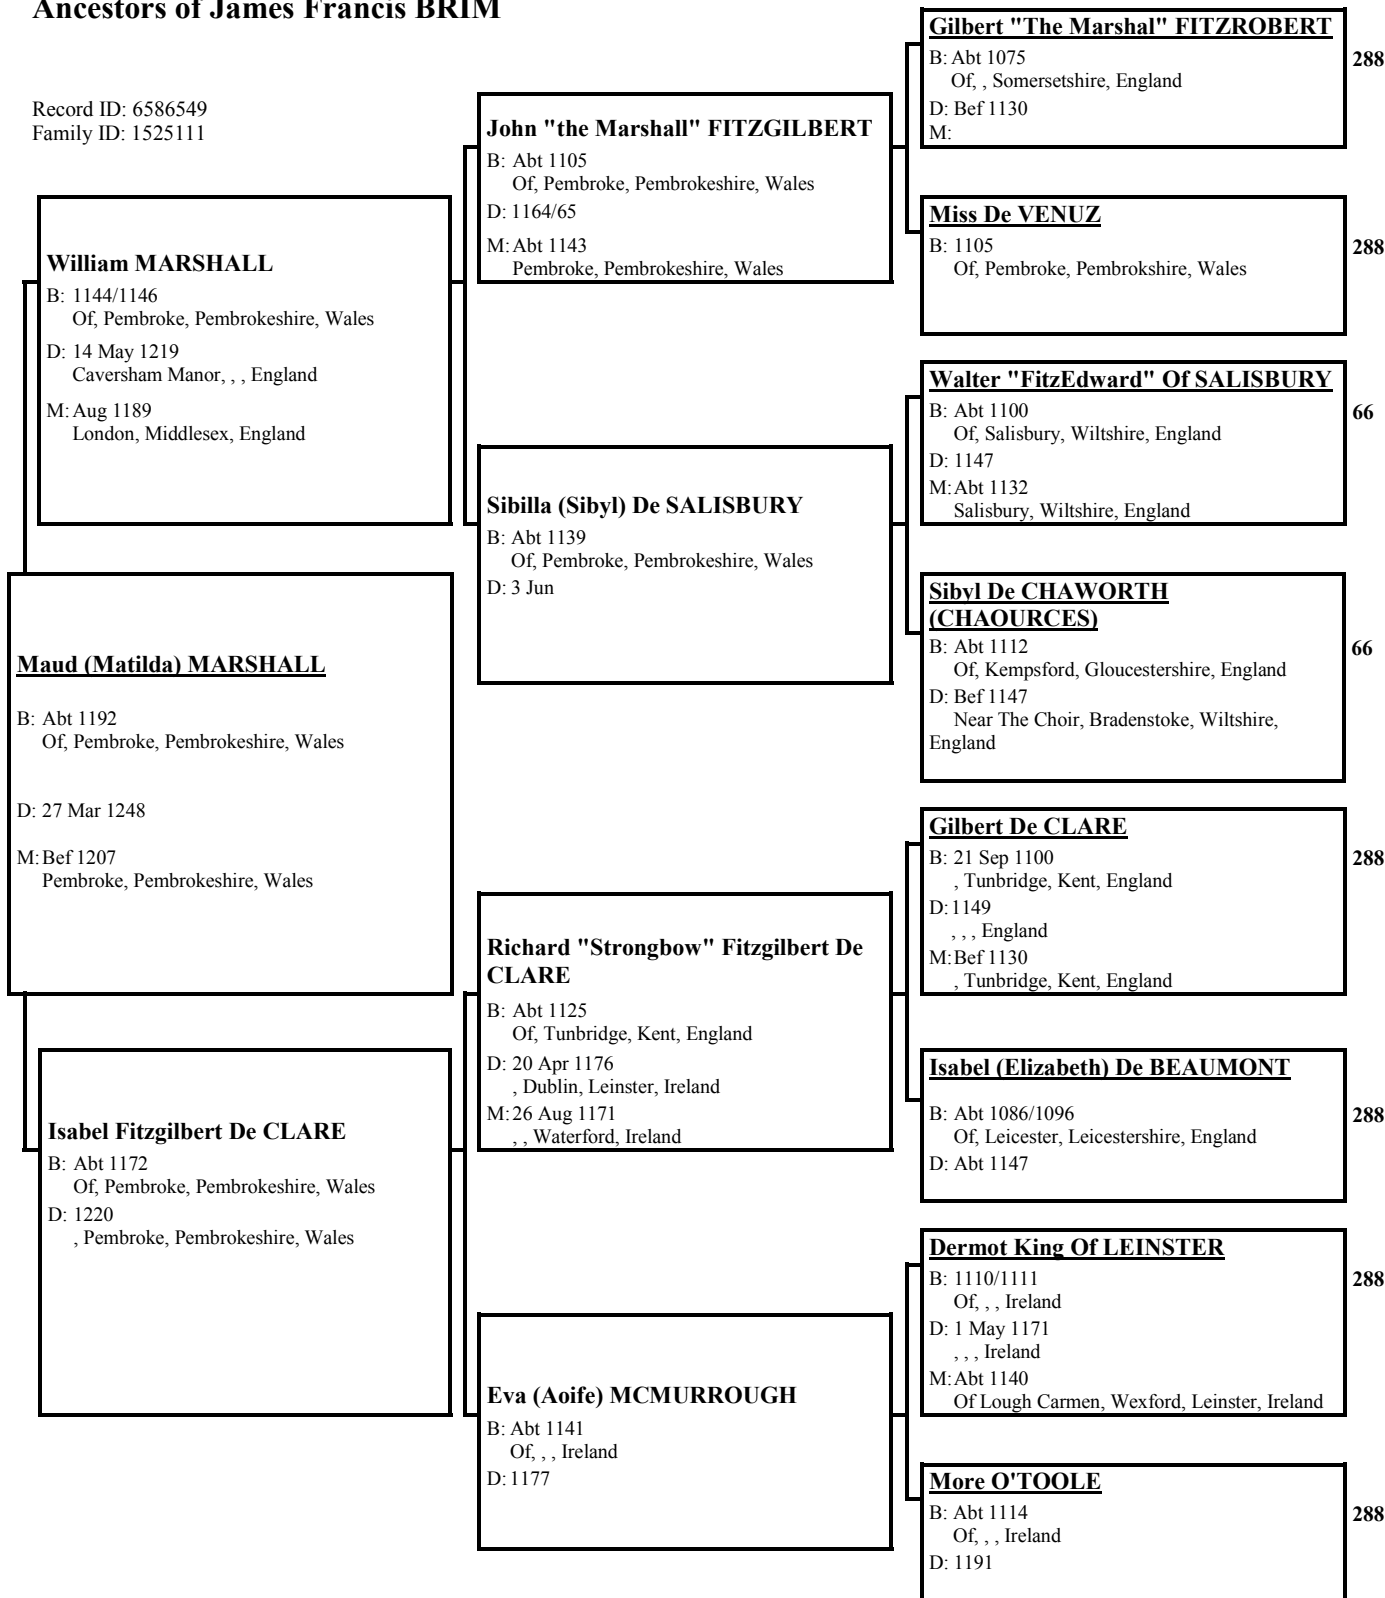 Ancestors of James Francis BRIM
Record ID: 6586549
Family ID: 1525111
William MARSHALL
B: 1144/1146
Of, Pembroke, Pembrokeshire, Wales
D: 14 May 1219
Caversham Manor, , , England
M: Aug 1189
London, Middlesex, England
Maud (Matilda) MARSHALL
B: Abt 1192
Of, Pembroke, Pembrokeshire, Wales
D: 27 Mar 1248
M: Bef 1207
Pembroke, Pembrokeshire, Wales
Isabel Fitzgilbert De CLARE
B: Abt 1172
Of, Pembroke, Pembrokeshire, Wales
D: 1220
, Pembroke, Pembrokeshire, Wales
John "the Marshall" FITZGILBERT
B: Abt 1105
Of, Pembroke, Pembrokeshire, Wales
D: 1164/65
M: Abt 1143
Pembroke, Pembrokeshire, Wales
Sibilla (Sibyl) De SALISBURY
B: Abt 1139
Of, Pembroke, Pembrokeshire, Wales
D: 3 Jun
Richard "Strongbow" Fitzgilbert De
CLARE
B: Abt 1125
Of, Tunbridge, Kent, England
D: 20 Apr 1176
, Dublin, Leinster, Ireland
M: 26 Aug 1171
, , Waterford, Ireland
Eva (Aoife) MCMURROUGH
B: Abt 1141
Of, , , Ireland
D: 1177
Gilbert "The Marshal" FITZROBERT
B: Abt 1075
Of, , Somersetshire, England
D: Bef 1130
M:
288
Miss De VENUZ
B: 1105
Of, Pembroke, Pembrokshire, Wales
288
Walter "FitzEdward" Of SALISBURY
B: Abt 1100
Of, Salisbury, Wiltshire, England
D: 1147
M: Abt 1132
Salisbury, Wiltshire, England
66
Sibyl De CHAWORTH
(CHAOURCES)
B: Abt 1112
Of, Kempsford, Gloucestershire, England
D: Bef 1147
Near The Choir, Bradenstoke, Wiltshire,
England
66
Gilbert De CLARE
B: 21 Sep 1100
, Tunbridge, Kent, England
D: 1149
, , , England
M: Bef 1130
, Tunbridge, Kent, England
288
Isabel (Elizabeth) De BEAUMONT
B: Abt 1086/1096
Of, Leicester, Leicestershire, England
D: Abt 1147
288
Dermot King Of LEINSTER
B: 1110/1111
Of, , , Ireland
D: 1 May 1171
, , , Ireland
M: Abt 1140
Of Lough Carmen, Wexford, Leinster, Ireland
288
More O'TOOLE
B: Abt 1114
Of, , , Ireland
D: 1191
288